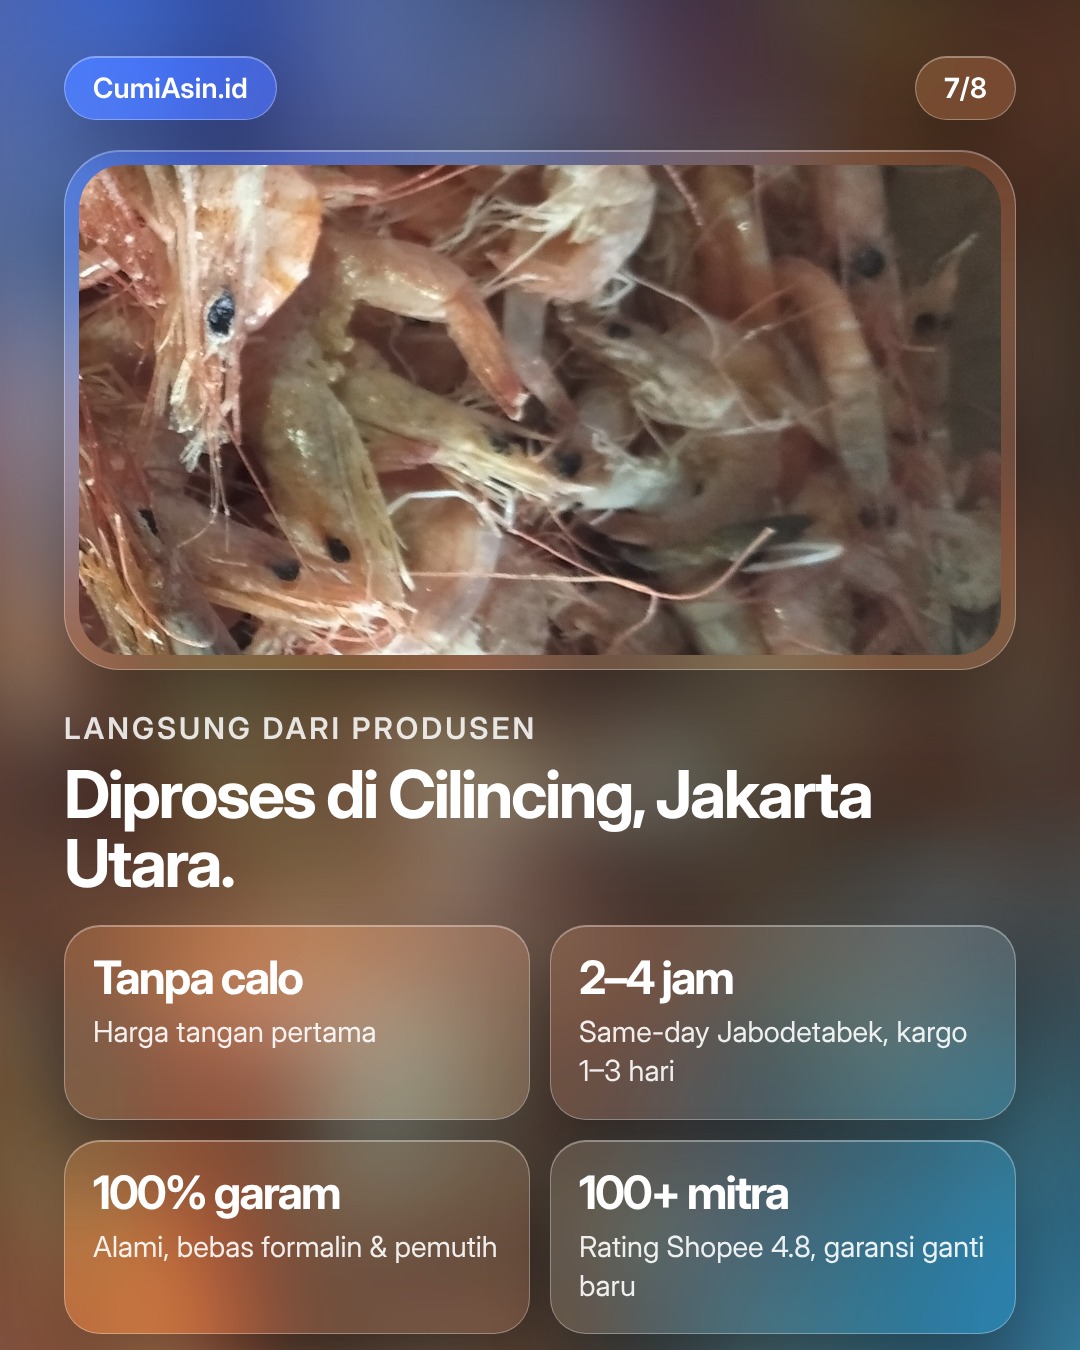 CumiAsin.id
7/8
LANGSUNG DARI PRODUSEN
Diproses di Cilincing, Jakarta
Utara.
Tanpa calo
Harga tangan pertama
2–4 jam
Same-day Jabodetabek, kargo
1–3 hari
100% garam
Alami, bebas formalin & pemutih
100+ mitra
Rating Shopee 4.8, garansi ganti
baru